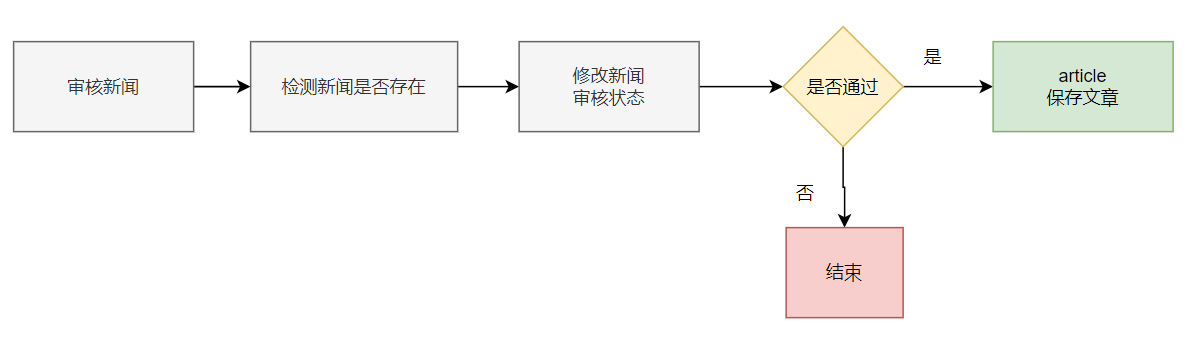 审核新闻
检测新闻是否存在
修改新闻
审核状态
是否通过
是
article
保存文章
否
结束